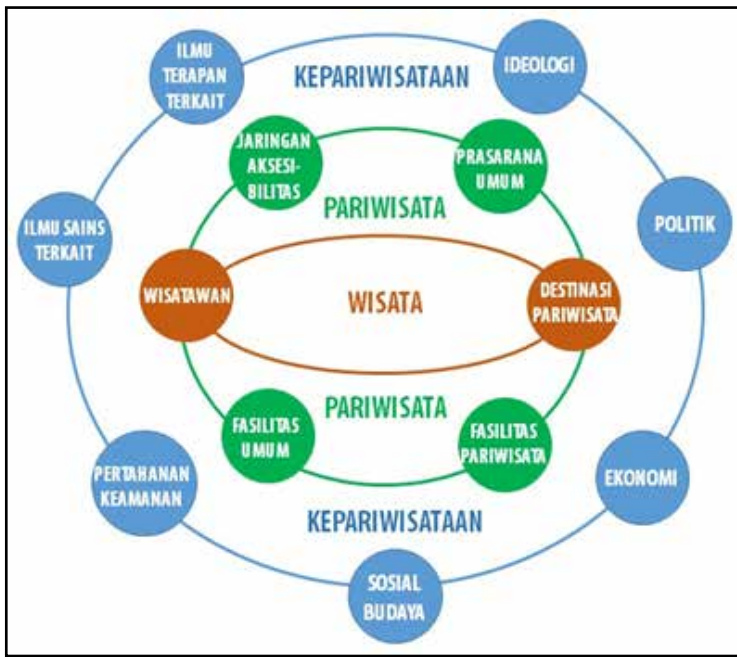 ILMU
TERAPAN
TERKAIT
KEPARIWISATAAN
IDEOLOGI
JARINGAN
AKSESI-
BILITAS
PRASARANA
UMUM
PARIWISATA
ILMU SAINS
TERKAIT
POLITIK
WISATAWAN
WISATA
DESTINASI
PARIWISATA
PARIWISATA
FASILITAS
UMUM
FASILITAS
PARIWISATA
PERTAHANAN
KEAMANAN
EKONOMI
KEPARIWISATAAN
SOSIAL
BUDAYA